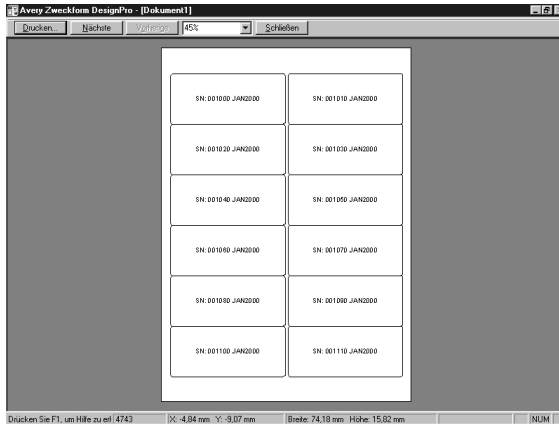 Avery Zweckform DesignPro - [Dokument1]
Drucken... Nächste Vorherige 45% Schließen
SN: 001000 JAN2000 SN: 001010 JAN2000
SN: 001020 JAN2000 SN: 001030 JAN2000
SN: 001040 JAN2000 SN: 001050 JAN2000
SN: 001060 JAN2000 SN: 001070 JAN2000
SN: 001080 JAN2000 SN: 001090 JAN2000
SN: 001100 JAN2000 SN: 001110 JAN2000
Drücken Sie F1, um Hilfe zu erl 4743 X: -4,84 mm Y: -9,07 mm Breite: 74,18 mm Höhe: 15,82 mm NUM